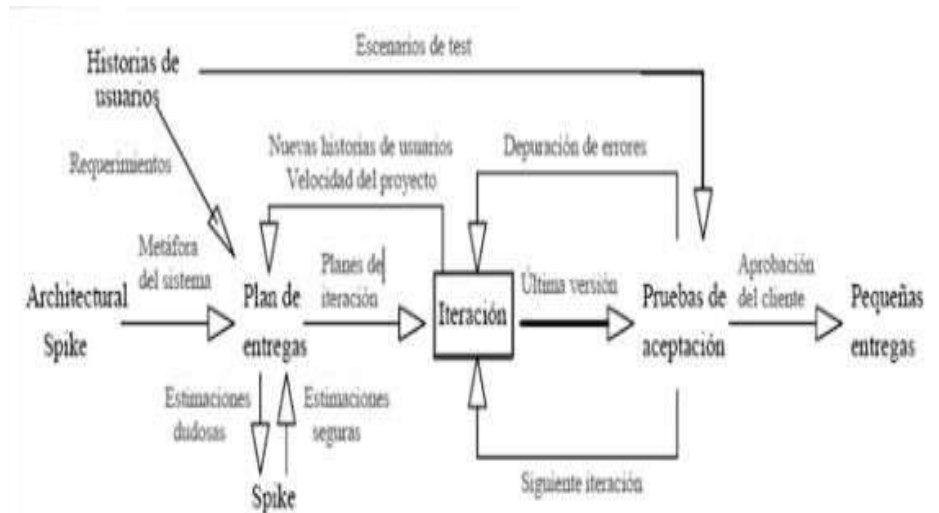 Escenarios de test
Historias de
usuarios
Nuevas historias de usuarios
Velocidad del proyecto
Depuración de errores
Requerimientos
Metáfora
del sistema
Planes de
iteración
Última versión
Aprobación
del cliente
Architectural
Spike
Plan de
entregas
Iteración
Pruebas de
aceptación
Pequeñas
entregas
Estimaciones
dudosas
Estimaciones
seguras
Siguiente iteración
Spike